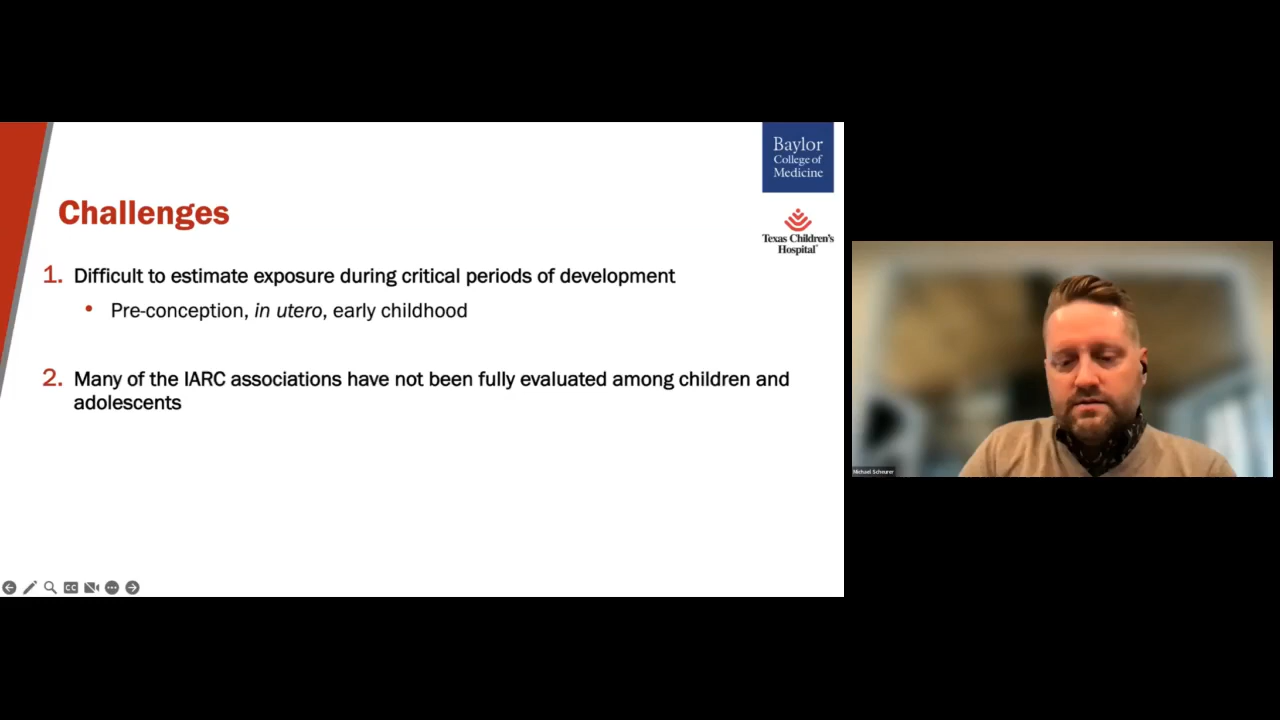 Baylor
College of
Medicine
Challenges
Texas Children's
Hospital
1. Difficult to estimate exposure during critical periods of development
• Pre-conception, in utero, early childhood
2. Many of the IARC associations have not been fully evaluated among children and
adolescents
Michael Scheurer
CC